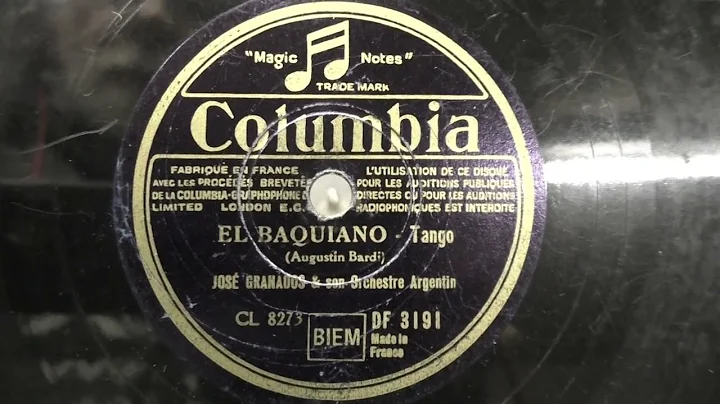 "Magic Notes"
TRADE MARK
Columbia
FABRIQUE EN FRANCE
AVEC LES PROCÉDÉS BREVETÉS
DE LA COLUMBIA-GRAPHOPHONE
LIMITED LONDON E.C.
L'UTILISATION DE CE DISQUE
POUR LES AUDITIONS PUBLIQUES
DIRECTES OU POUR LES AUDITIONS
RADIOPHONIQUES EST INTERDITE
EL BAQUIANO - Tango
(Augustin Bardi)
JOSÉ GRANADOS & son Orchestre Argentin
CL 8273
BIEM
DF 3191
Made in
France